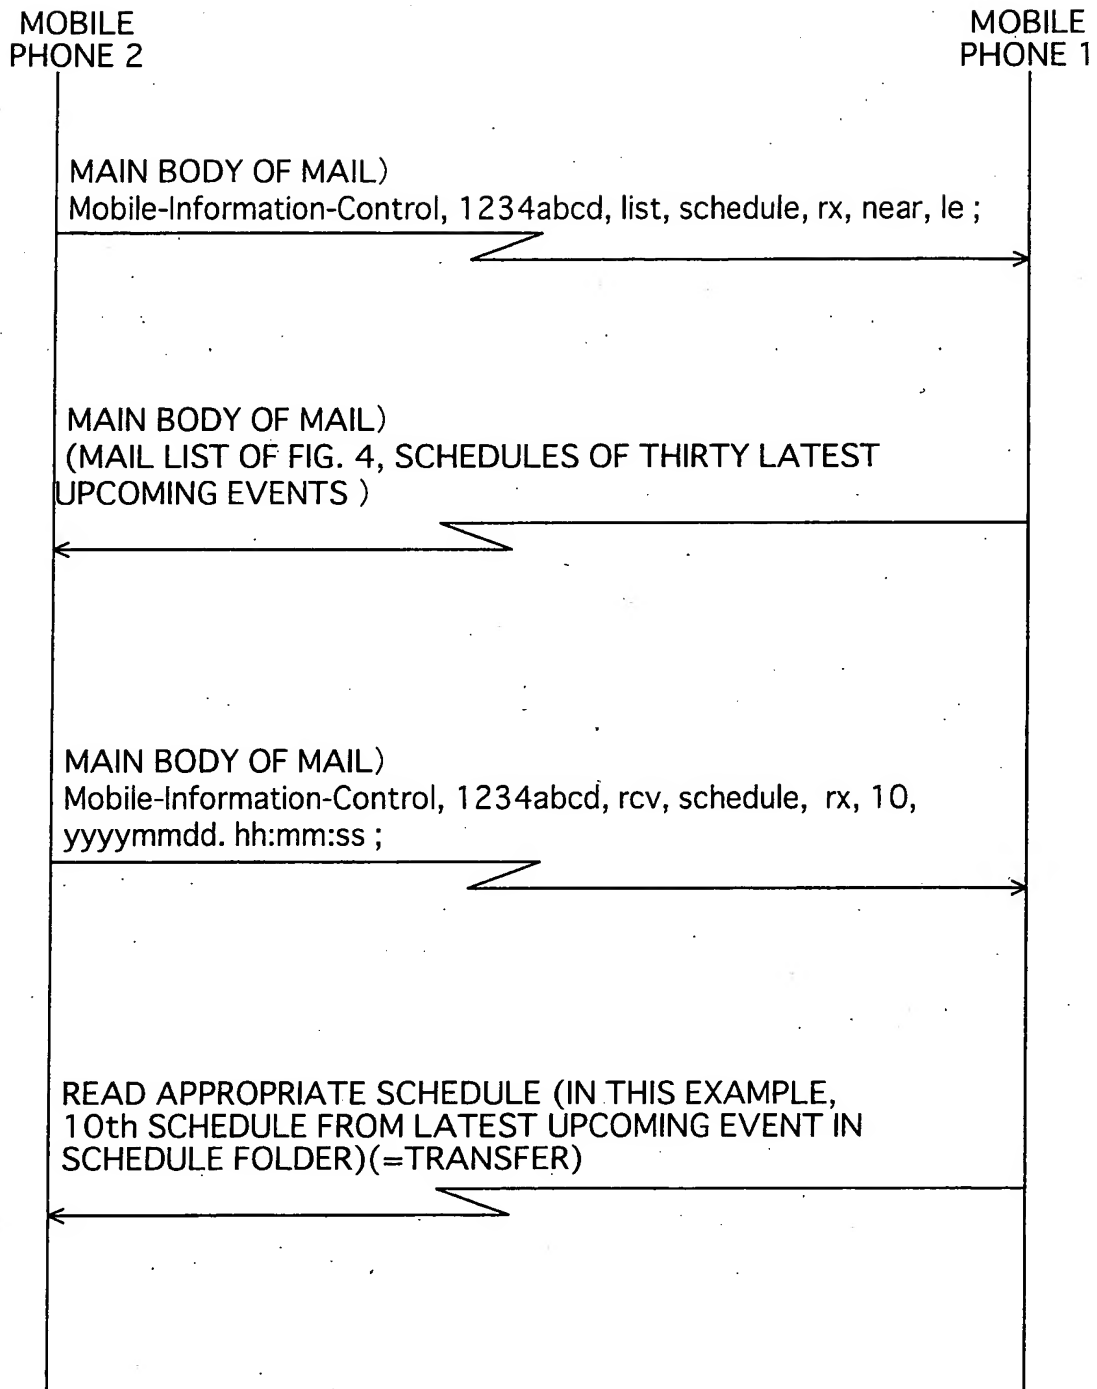 MOBILE
PHONE 2
MOBILE
PHONE 1
MAIN BODY OF MAIL)
Mobile-Information-Control, 1234abcd, list, schedule, rx, near, le ;
MAIN BODY OF MAIL)
(MAIL LIST OF FIG. 4, SCHEDULES OF THIRTY LATEST
UPCOMING EVENTS )
MAIN BODY OF MAIL)
Mobile-Information-Control, 1234abcd, rcv, schedule, rx, 10,
yyyymmdd. hh:mm:ss ;
READ APPROPRIATE SCHEDULE (IN THIS EXAMPLE,
10th SCHEDULE FROM LATEST UPCOMING EVENT IN
SCHEDULE FOLDER)(=TRANSFER)